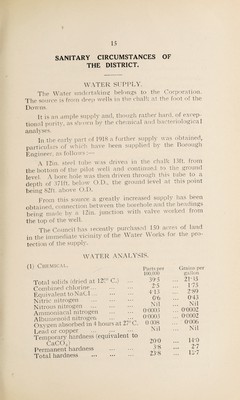 13
SANITARY CIRCUMSTANCES OF
THE DISTRICT.
WATER SUPPLY.
The Water undertaking belongs to the Corporation.
The source is from deep wells in the chalk at the foot of the
Downs.
It is an ample supply and, though rather hard, of excep-
tional purity, as shown by the chemical and bacteriological
analyses.
In the early part of 1918 a further supply was obtained,
particulars of which have been supplied by the Borough
Engineer, as follows:—
A 12in. steel tube was driven in the chalk 13ft. from
the bottom of the pilot well and continued to the ground
level. A bore hole was then driven through this tube to a
depth of 371ft. below O.D., the ground level at this point
being 82ft. above O.D.
From this source a greatly increased supply has been
obtained, connection between the borehole and the headings
being made by a 12in. junction with valve worked from
the top of the well.
The Council has recently purchased 159 acres of land
in the immediate vicinity of the Water Works for the pro-
tection of the supply.
WATER ANALYSIS.
(1) Chemical.
Parts per 100,000 Grains per gallon
Total solids (dried at 120° C.) ... 39·5 ... 27·13
Combined chlorine ... 2·5 ... 1·75
Equivalent to NaCl ... 4·13 ... 2·89
Nitric nitrogen ... 0·6 ... 0·43
Nitrous nitrogen ... Nil ... Nil
Ammoniacal nitrogen ... 0·0003 ... 0·0002
Albuminoid nitrogen ... 0·0003 ... 0·0002
Oxygen absorbed in 4 hours at 27° C. 0·008 ... 0·006
Lead or copper ... Nil Nil
Temporary hardness (equivalent to
CaCO3) ... 20·0 ... 14·0
Permanent hardness ... 3·8 ... 2·7
Total hardness ... 23·8 ... 15·7